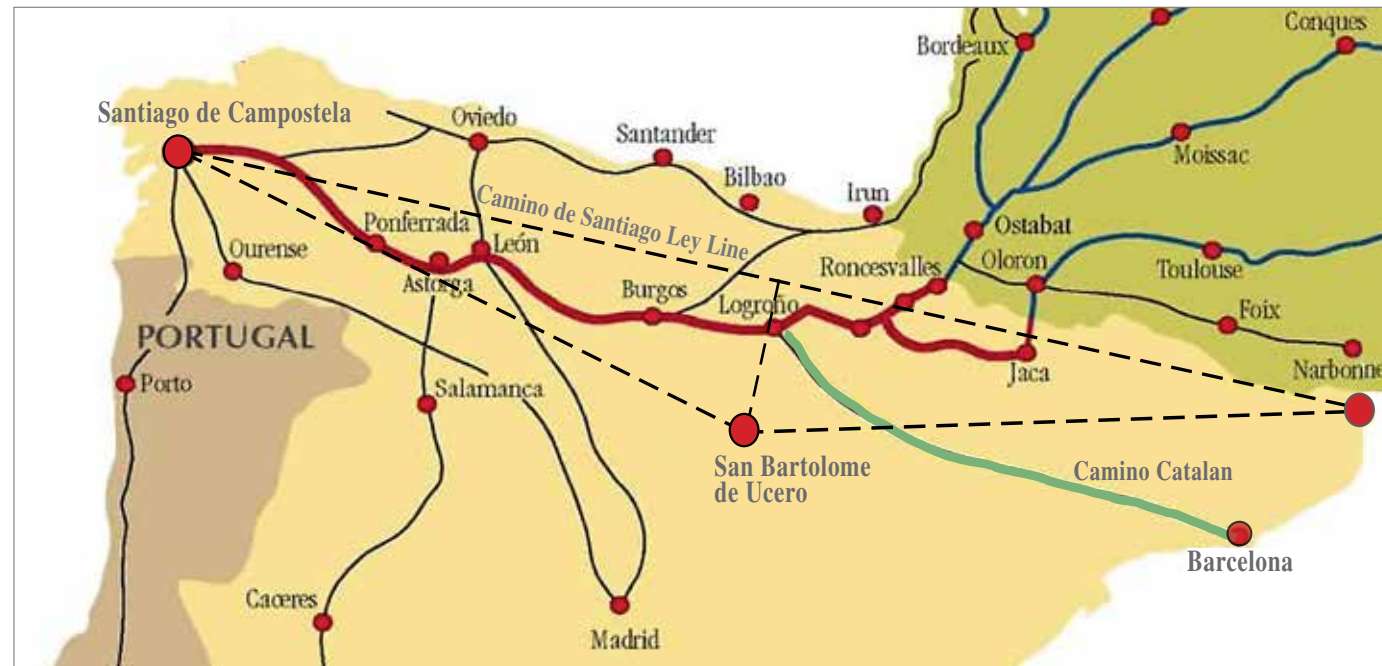 Conques
Bordeaux
Santiago de Campostela
Oviedo
Santander
Moissac
Bilbao
Irun
Camino de Santiago Ley Line
Ponferrada
León
Ostabat
Ourense
Roncesvalles
Oloron
Toulouse
Astorga
Burgos
Logroño
Foix
PORTUGAL
Jaca
Narbonne
Porto
Salamanca
San Bartolome
de Ucero
Camino Catalan
Barcelona
Caceres
Madrid